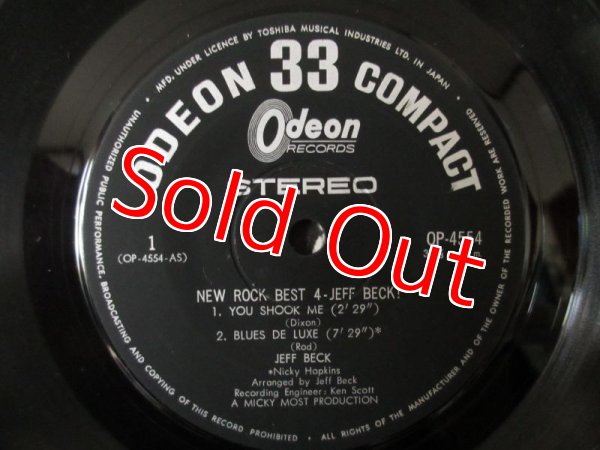 MFD. UNDER LICENCE BY TOSHIBA MUSICAL INDUSTRIES LTD. IN JAPAN •
ODEON 33 COMPACT
Odeon
RECORDS
STEREO
OP-4554
1
(OP-4554-AS)
NEW ROCK BEST 4-JEFF BECK!
1. YOU SHOOK ME (2' 29")
(Dixon)
2. BLUES DE LUXE (7' 29")*
(Rod)
JEFF BECK
*Nicky Hopkins
Arranged by Jeff Beck
Recording Engineer: Ken Scott
A MICKY MOST PRODUCTION
UNAUTHORIZED PUBLIC PERFORMANCE, BROADCASTING AND COPYING OF THIS RECORD PROHIBITED • ALL RIGHTS OF THE MANUFACTURER AND OF THE OWNER OF THE RECORDED WORK ARE RESERVED
Sold Out